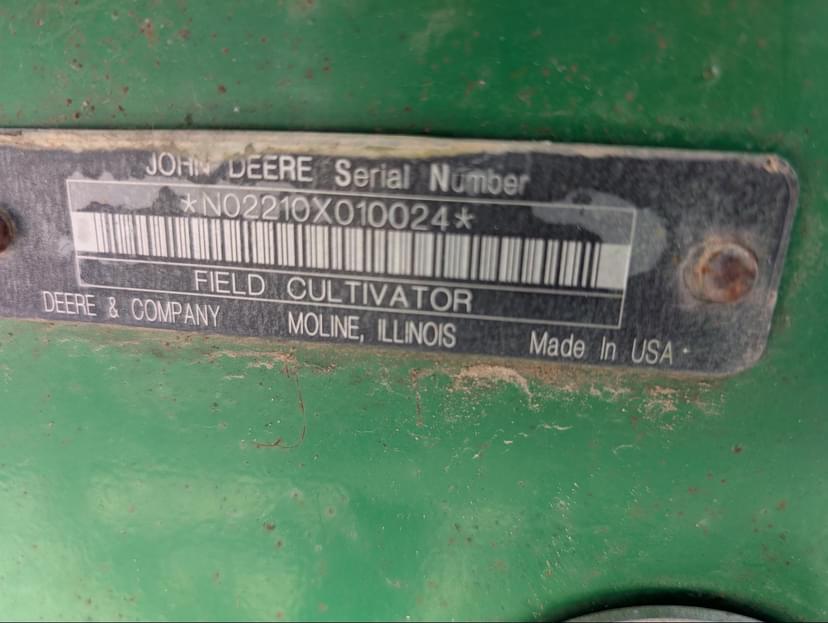 JOHN DEERE Serial Number
*N02210X010024*
FIELD CULTIVATOR
DEERE & COMPANY MOLINE, ILLINOIS Made In USA